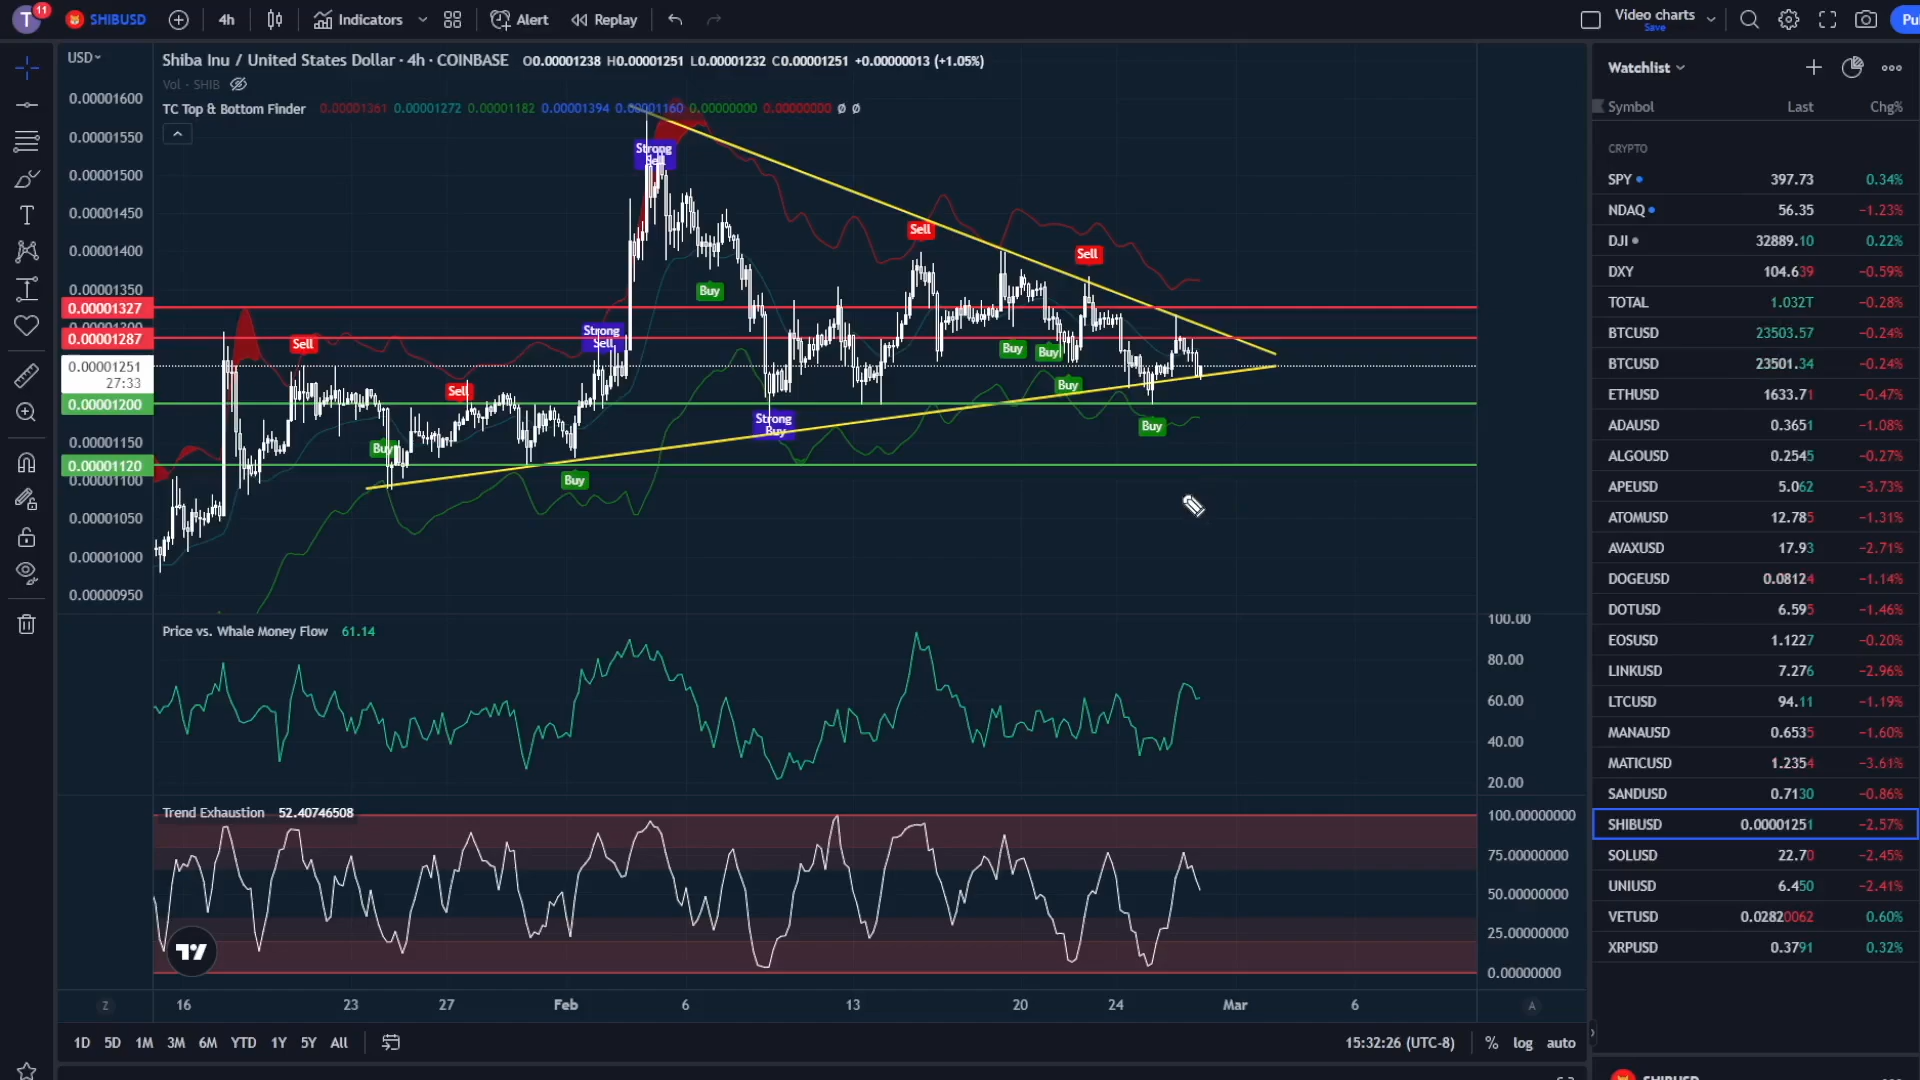 T 11 SHIBUSD 4h Indicators Alert Replay Video charts Save Pu
USD
Shiba Inu / United States Dollar · 4h · COINBASE O0.00001238 H0.00001251 L0.00001232 C0.00001251 +0.00000013 (+1.05%)
Vol · SHIB
TC Top & Bottom Finder 0.00001361 0.00001272 0.00001182 0.00001394 0.00001160 0.00000000 0.00000000 ø ø
0.00001600
0.00001550
0.00001500
0.00001450
0.00001400
0.00001350
0.00001327
0.00001287
0.00001251
27:33
0.00001200
0.00001150
0.00001120
0.00001100
0.00001050
0.00001000
0.00000950
Strong
Sell
Sell
Sell
Buy
Strong
Sell
Sell
Sell
Buy
Buy
Buy
Strong
Buy
Buy
Buy
Buy
Price vs. Whale Money Flow 61.14
100.00
80.00
60.00
40.00
20.00
Trend Exhaustion 52.40746508
100.00000000
75.00000000
50.00000000
25.00000000
0.00000000
Z 16 23 27 Feb 6 13 20 24 Mar 6 A
1D 5D 1M 3M 6M YTD 1Y 5Y All 15:32:26 (UTC-8) % log auto
Watchlist
Symbol Last Chg%
CRYPTO
SPY 397.73 0.34%
NDAQ 56.35 −1.23%
DJI 32889.10 0.22%
DXY 104.639 −0.59%
TOTAL 1.032T −0.28%
BTCUSD 23503.57 −0.24%
BTCUSD 23501.34 −0.24%
ETHUSD 1633.71 −0.47%
ADAUSD 0.3651 −1.08%
ALGOUSD 0.2545 −0.27%
APEUSD 5.062 −3.73%
ATOMUSD 12.785 −1.31%
AVAXUSD 17.93 −2.71%
DOGEUSD 0.08124 −1.14%
DOTUSD 6.595 −1.46%
EOSUSD 1.1227 −0.20%
LINKUSD 7.276 −2.96%
LTCUSD 94.11 −1.19%
MANAUSD 0.6535 −1.60%
MATICUSD 1.2354 −3.61%
SANDUSD 0.7130 −0.86%
SHIBUSD 0.00001251 −2.57%
SOLUSD 22.70 −2.45%
UNIUSD 6.450 −2.41%
VETUSD 0.02820062 0.60%
XRPUSD 0.3791 0.32%